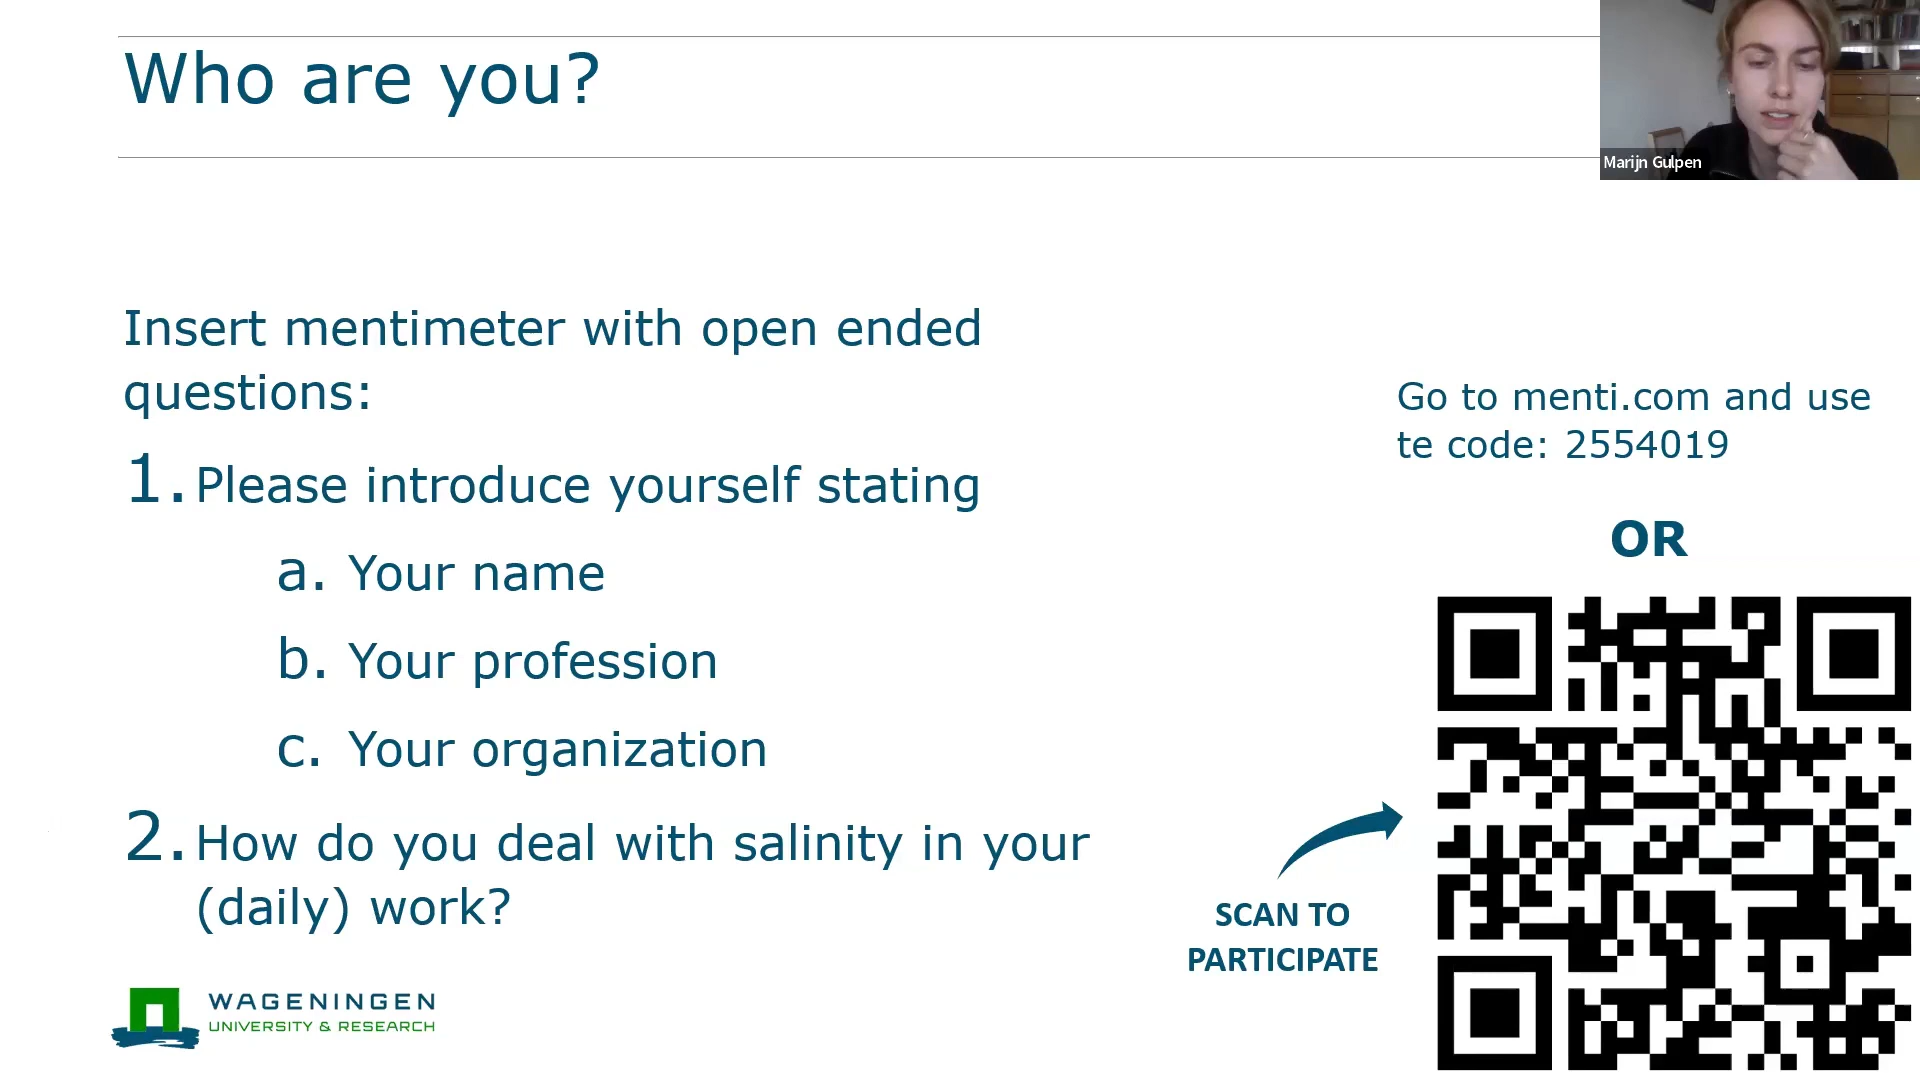 Who are you?
Marijn Gulpen
Insert mentimeter with open ended
questions:
1. Please introduce yourself stating
a. Your name
b. Your profession
c. Your organization
2. How do you deal with salinity in your
(daily) work?
Go to menti.com and use
te code: 2554019
OR
SCAN TO
PARTICIPATE
WAGENINGEN
UNIVERSITY & RESEARCH